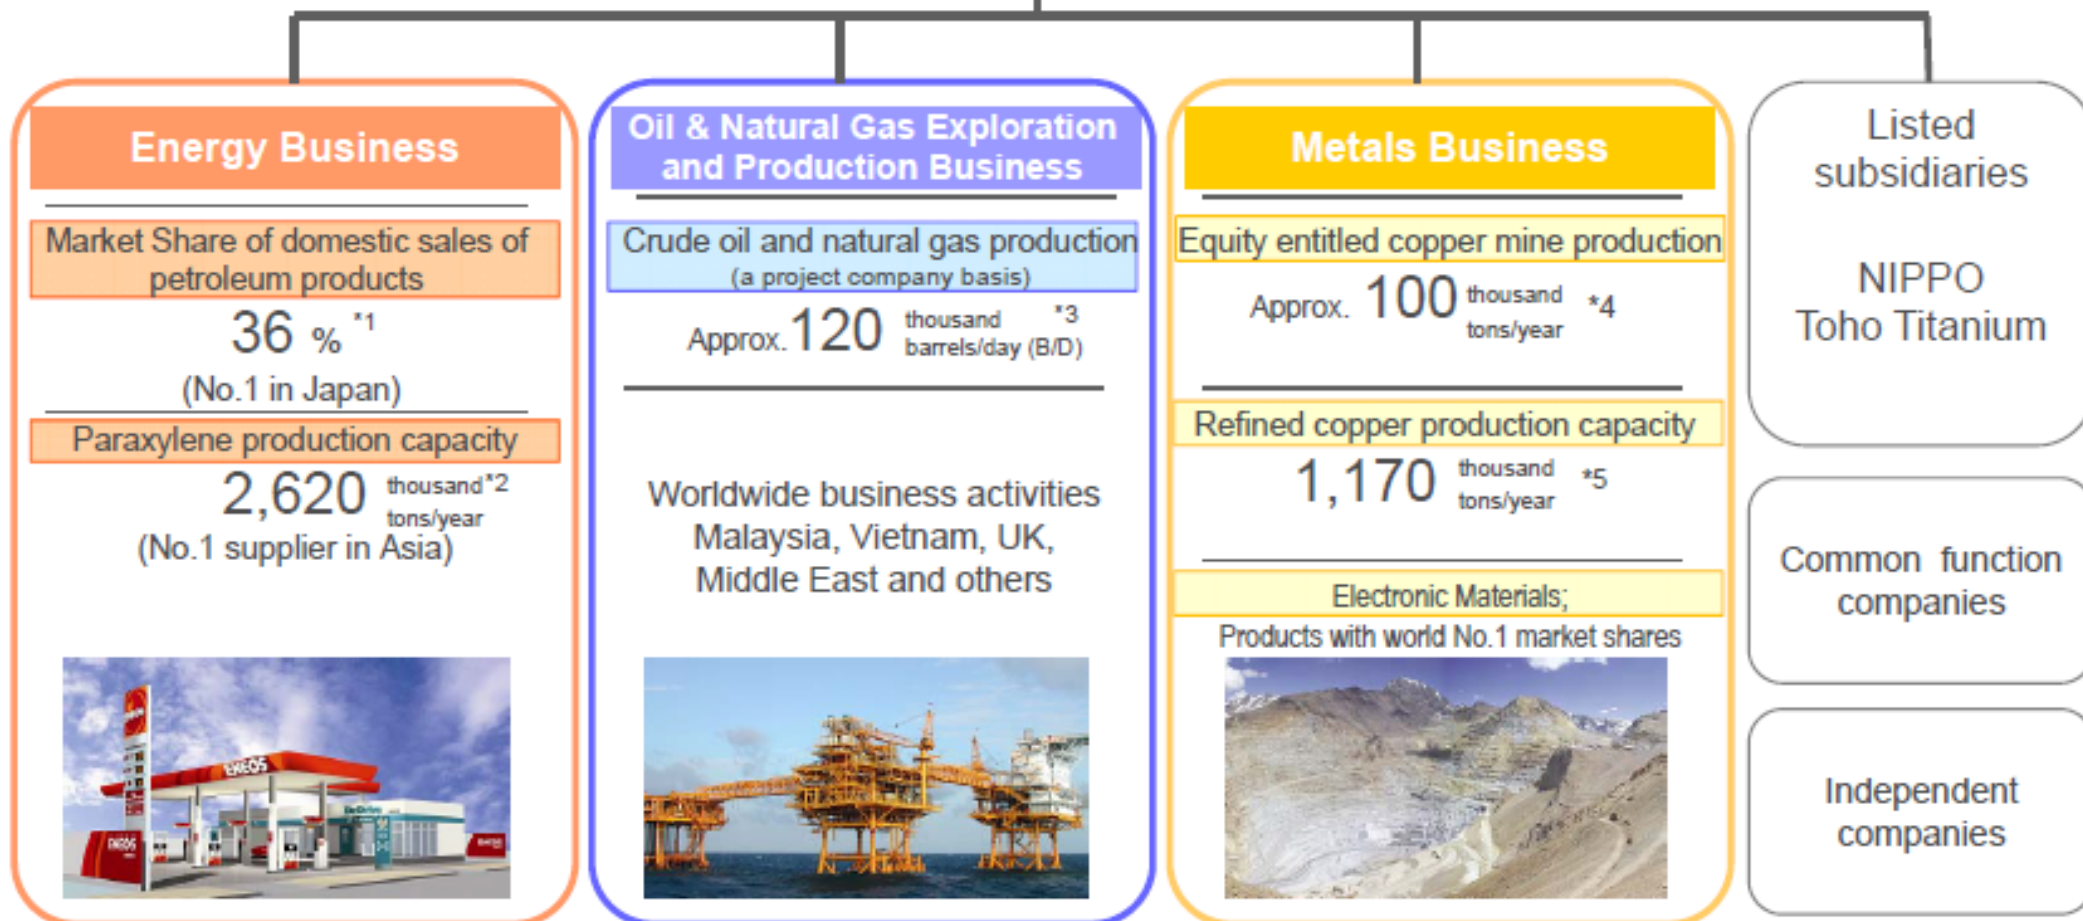 Energy Business
Market Share of domestic sales of
petroleum products
36 % *1
(No.1 in Japan)
Paraxylene production capacity
2,620 thousand*2
tons/year
(No.1 supplier in Asia)
ENEOS
ENEOS
Oil & Natural Gas Exploration
and Production Business
Crude oil and natural gas production
(a project company basis)
Approx. 120 thousand *3
barrels/day (B/D)
Worldwide business activities
Malaysia, Vietnam, UK,
Middle East and others
Metals Business
Equity entitled copper mine production
Approx. 100 thousand *4
tons/year
Refined copper production capacity
1,170 thousand *5
tons/year
Electronic Materials;
Products with world No.1 market shares
Listed
subsidiaries
NIPPO
Toho Titanium
Common function
companies
Independent
companies